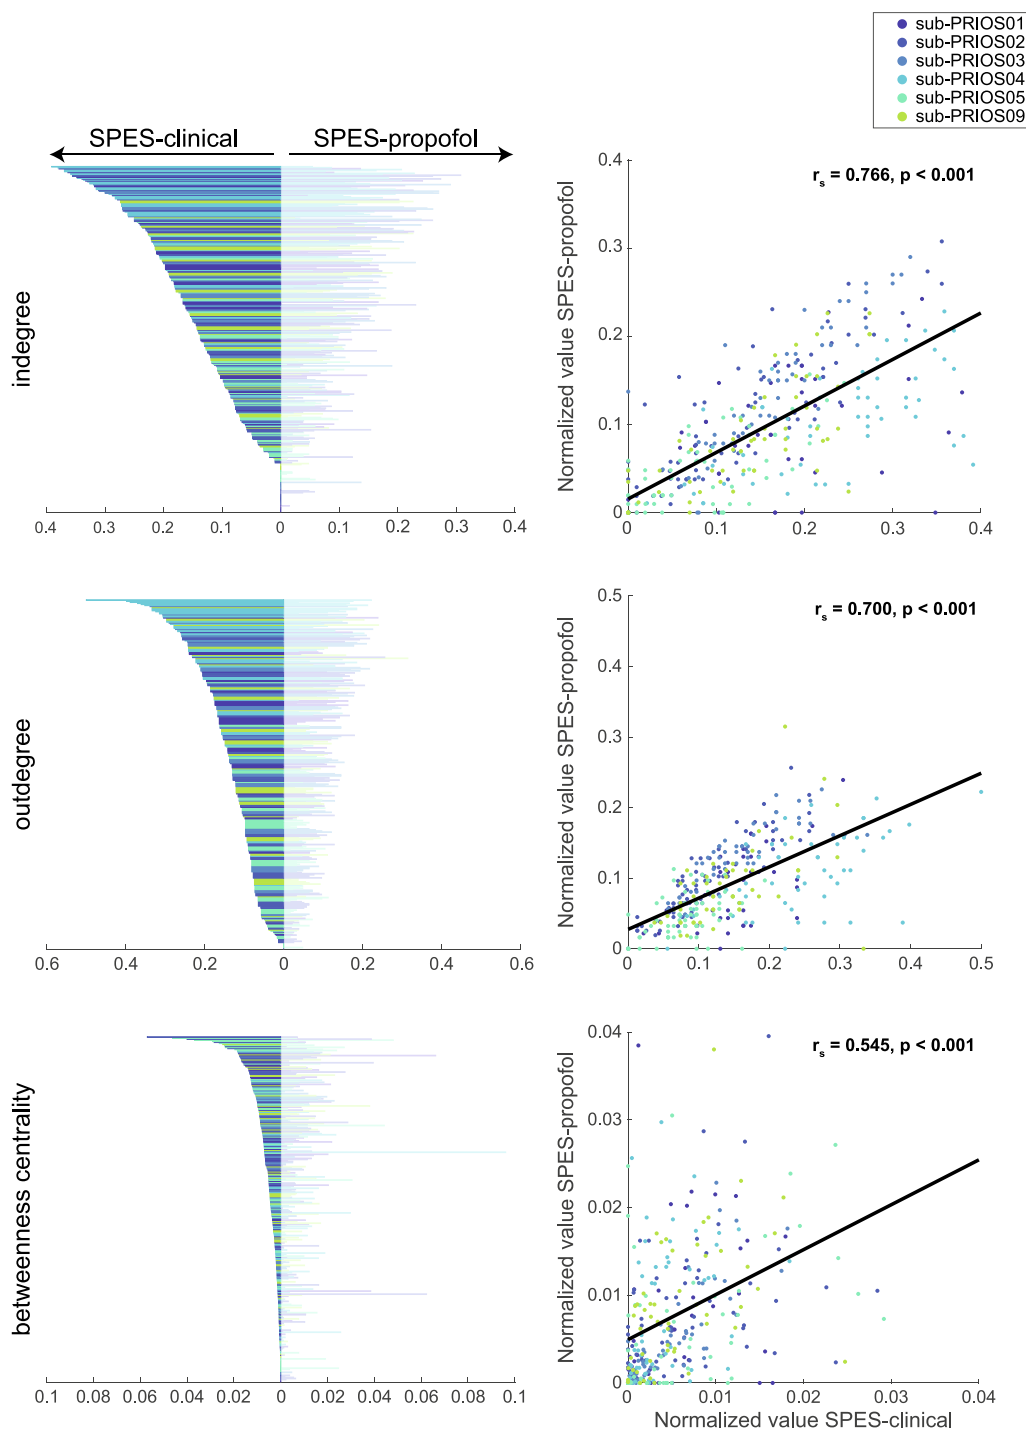 sub-PRIOS01
sub-PRIOS02
sub-PRIOS03
sub-PRIOS04
sub-PRIOS05
sub-PRIOS09
SPES-clinical
SPES-propofol
indegree
0.4 0.3 0.2 0.1 0 0.1 0.2 0.3 0.4
Normalized value SPES-propofol
0.4
0.3
0.2
0.1
0
rs = 0.766, p < 0.001
0 0.1 0.2 0.3 0.4
outdegree
0.6 0.4 0.2 0 0.2 0.4 0.6
Normalized value SPES-propofol
0.5
0.4
0.3
0.2
0.1
0
rs = 0.700, p < 0.001
0 0.1 0.2 0.3 0.4 0.5
betweenness centrality
0.1 0.08 0.06 0.04 0.02 0 0.02 0.04 0.06 0.08 0.1
Normalized value SPES-propofol
0.04
0.03
0.02
0.01
0
rs = 0.545, p < 0.001
0 0.01 0.02 0.03 0.04
Normalized value SPES-clinical